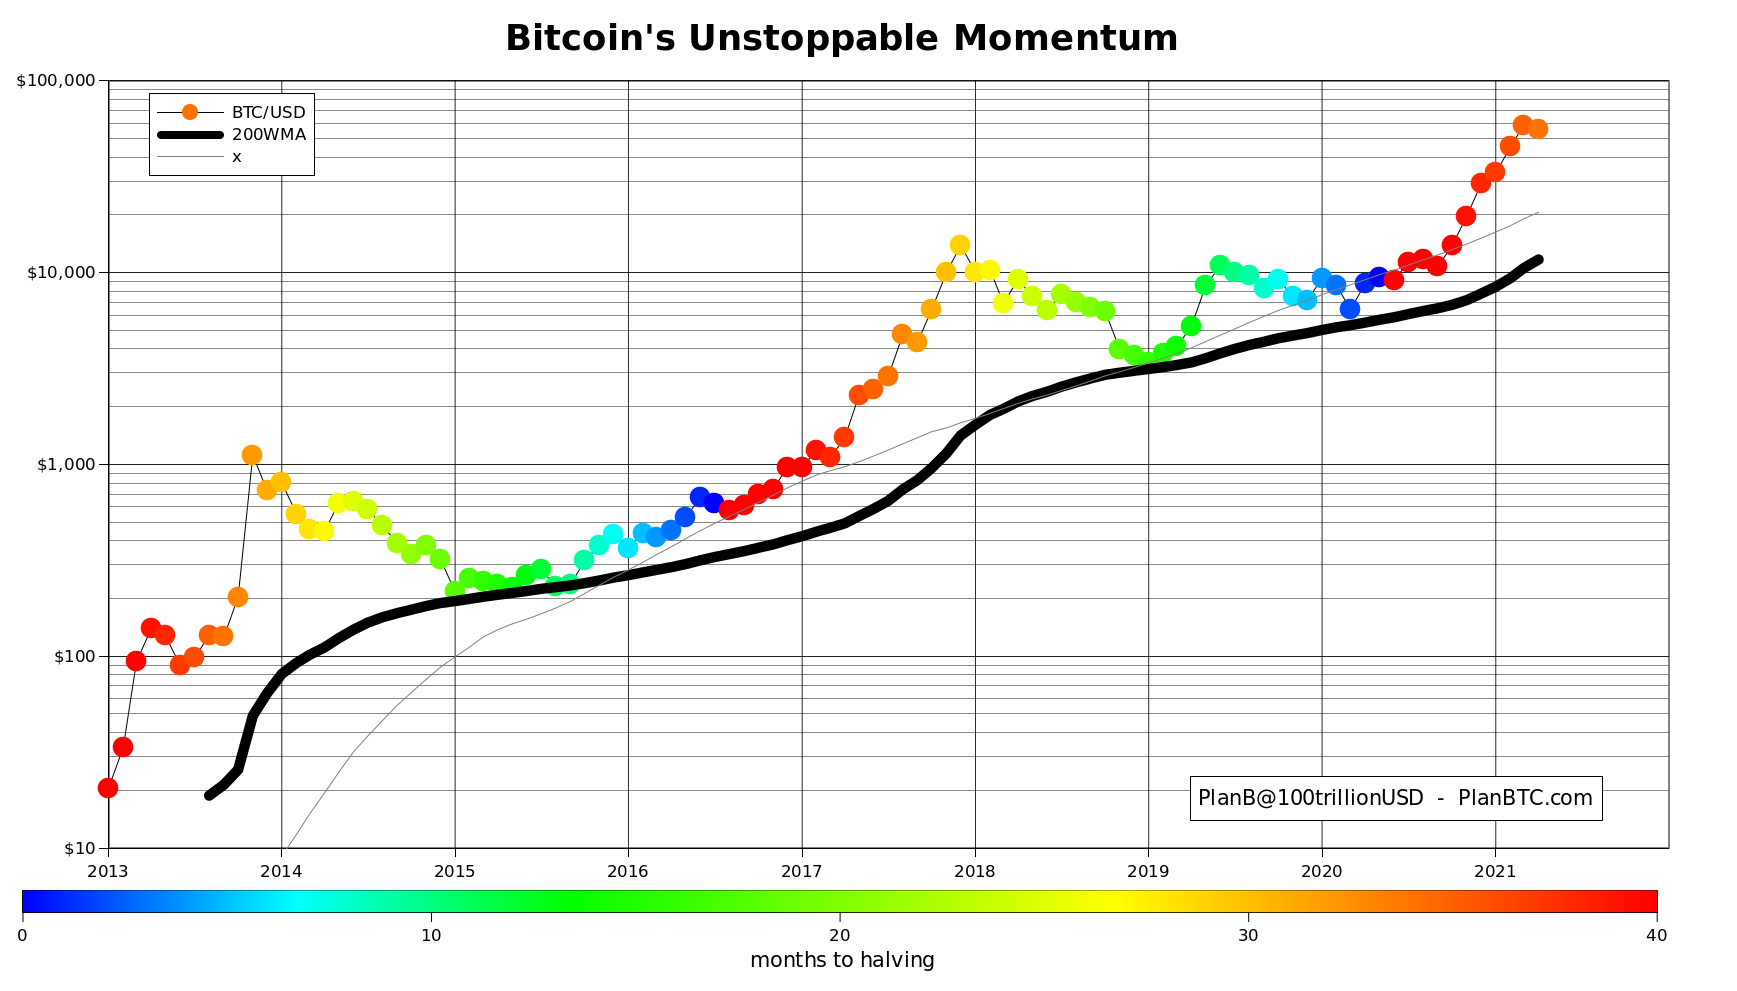 Bitcoin's Unstoppable Momentum
$100,000
$10,000
$1,000
$100
$10
BTC/USD
200WMA
x
PlanB@100trillionUSD - PlanBTC.com
2013 2014 2015 2016 2017 2018 2019 2020 2021
0 10 20 30 40
months to halving